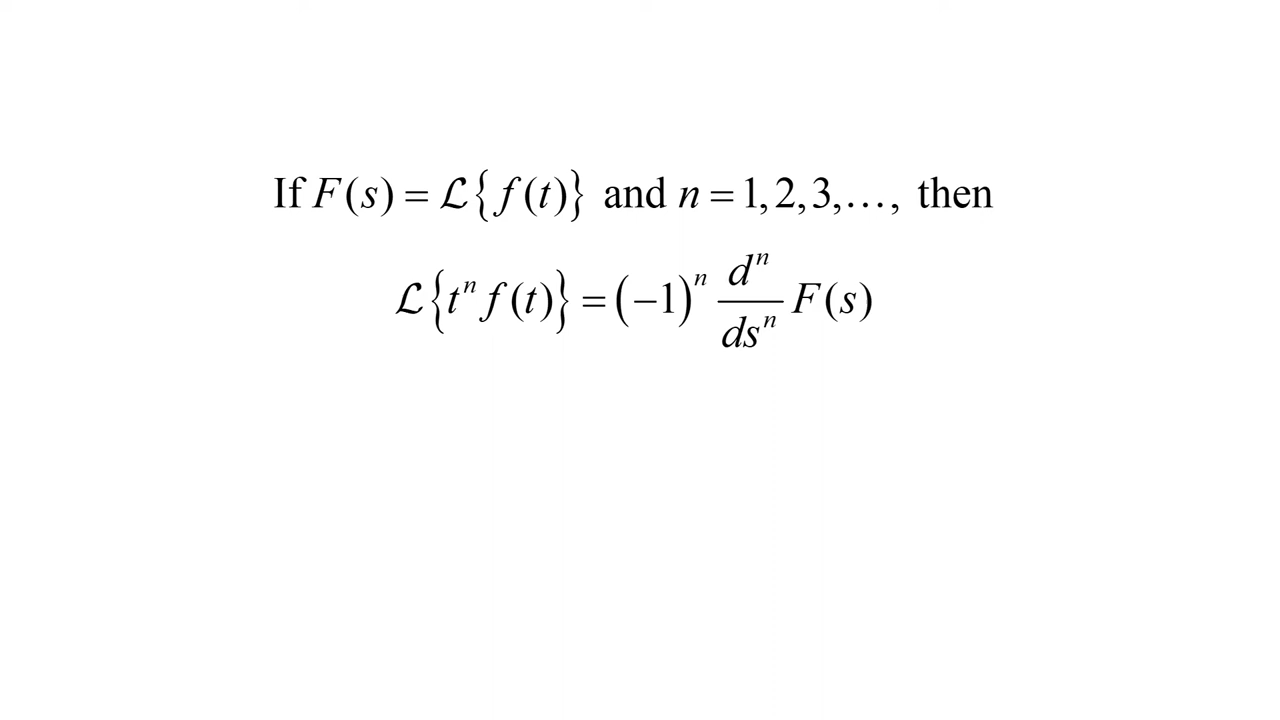 If F(s) = ℒ{f(t)} and n = 1, 2, 3, …, then
ℒ{tⁿ f(t)} = (−1)ⁿ dⁿ/dsⁿ F(s)